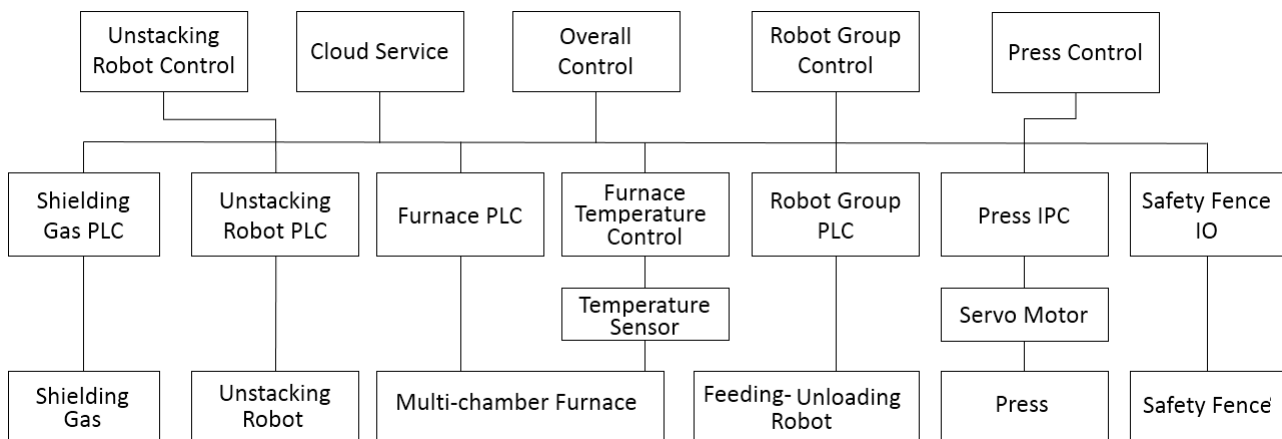 Unstacking
Robot Control
Cloud Service
Overall
Control
Robot Group
Control
Press Control
Shielding
Gas PLC
Unstacking
Robot PLC
Furnace PLC
Furnace
Temperature
Control
Robot Group
PLC
Press IPC
Safety Fence
IO
Temperature
Sensor
Servo Motor
Shielding
Gas
Unstacking
Robot
Multi-chamber Furnace
Feeding-Unloading
Robot
Press
Safety Fence